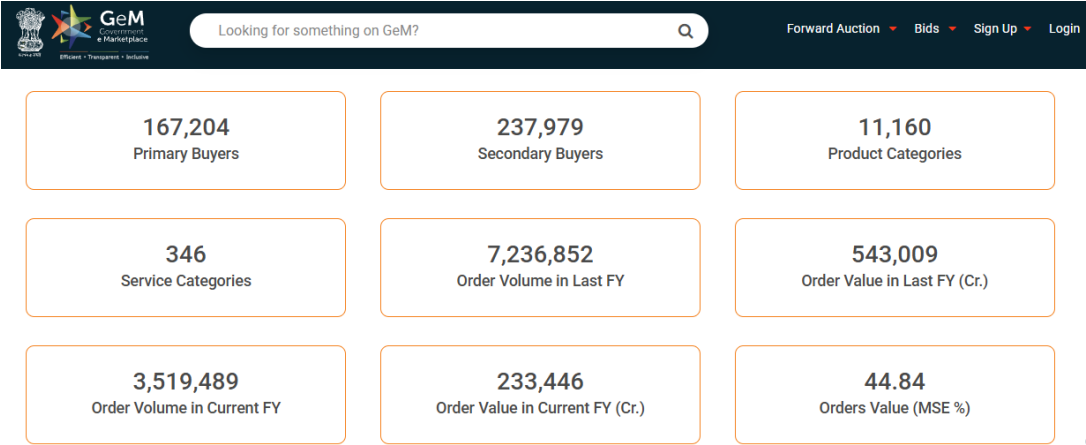 GeM
Government
e Marketplace
Efficient • Transparent • Inclusive
Looking for something on GeM?
Forward Auction
Bids
Sign Up
Login
167,204
Primary Buyers
237,979
Secondary Buyers
11,160
Product Categories
346
Service Categories
7,236,852
Order Volume in Last FY
543,009
Order Value in Last FY (Cr.)
3,519,489
Order Volume in Current FY
233,446
Order Value in Current FY (Cr.)
44.84
Orders Value (MSE %)